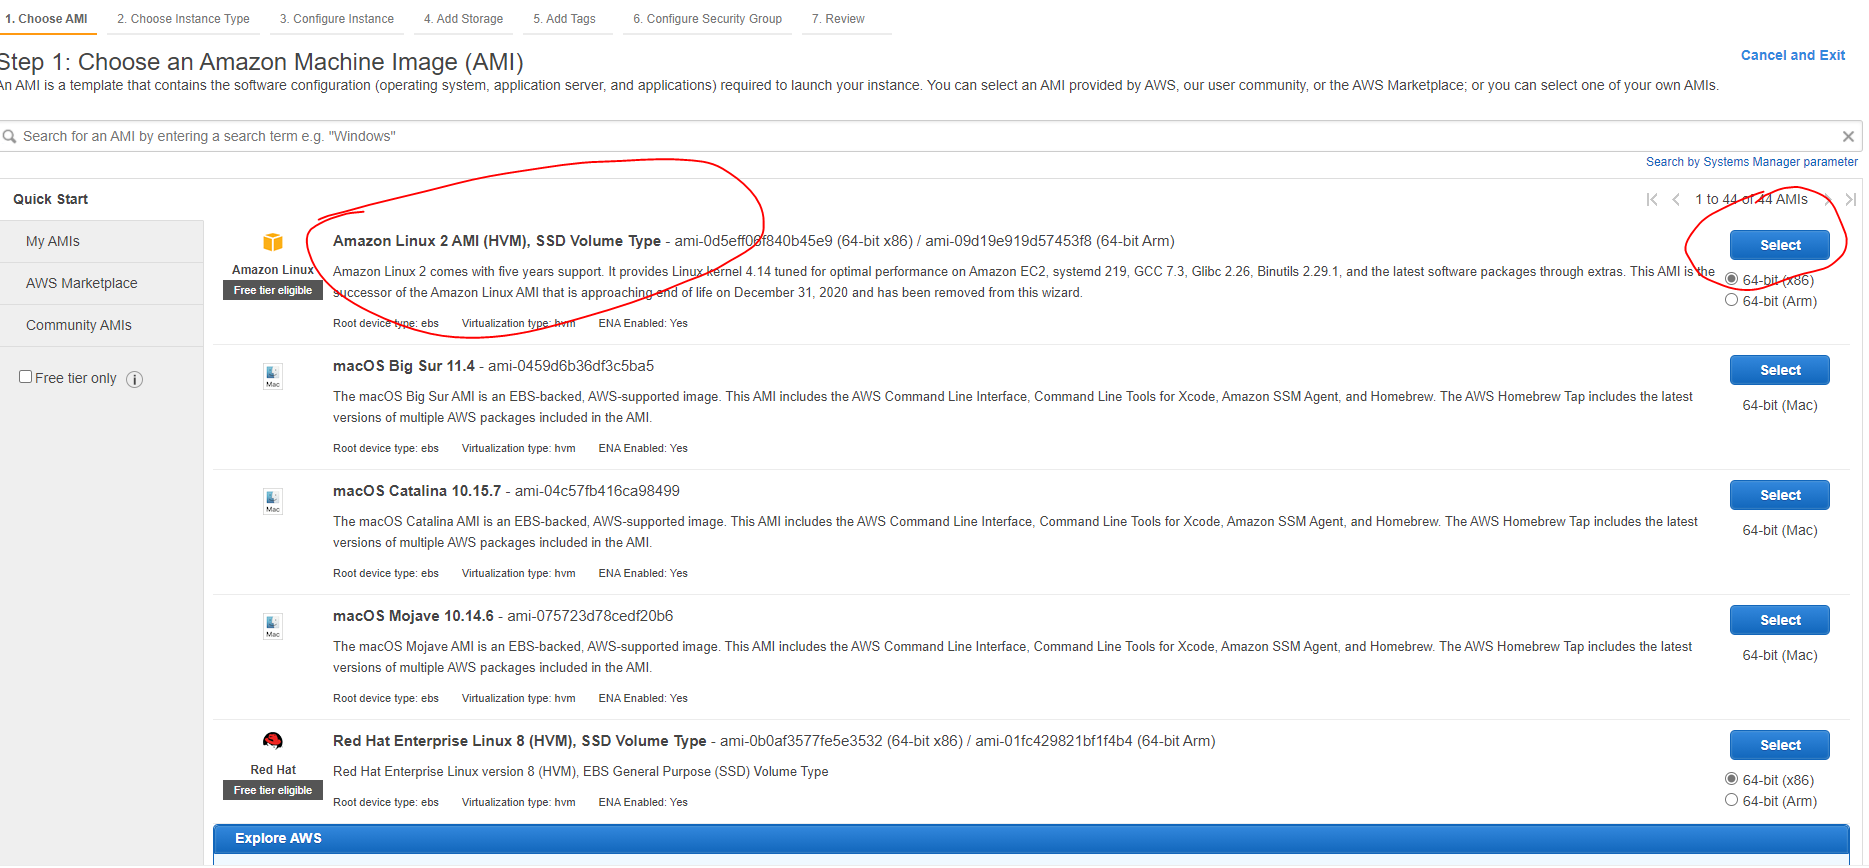 1. Choose AMI 2. Choose Instance Type 3. Configure Instance 4. Add Storage 5. Add Tags 6. Configure Security Group 7. Review
Step 1: Choose an Amazon Machine Image (AMI)
Cancel and Exit
An AMI is a template that contains the software configuration (operating system, application server, and applications) required to launch your instance. You can select an AMI provided by AWS, our user community, or the AWS Marketplace; or you can select one of your own AMIs.
Search for an AMI by entering a search term e.g. "Windows"
Search by Systems Manager parameter
Quick Start
1 to 44 of 44 AMIs
My AMIs
AWS Marketplace
Community AMIs
Free tier only
Amazon Linux
Free tier eligible
Amazon Linux 2 AMI (HVM), SSD Volume Type - ami-0d5eff06f840b45e9 (64-bit x86) / ami-09d19e919d57453f8 (64-bit Arm)
Amazon Linux 2 comes with five years support. It provides Linux kernel 4.14 tuned for optimal performance on Amazon EC2, systemd 219, GCC 7.3, Glibc 2.26, Binutils 2.29.1, and the latest software packages through extras. This AMI is the
successor of the Amazon Linux AMI that is approaching end of life on December 31, 2020 and has been removed from this wizard.
Root device type: ebs Virtualization type: hvm ENA Enabled: Yes
Select
64-bit (x86)
64-bit (Arm)
Mac
macOS Big Sur 11.4 - ami-0459d6b36df3c5ba5
The macOS Big Sur AMI is an EBS-backed, AWS-supported image. This AMI includes the AWS Command Line Interface, Command Line Tools for Xcode, Amazon SSM Agent, and Homebrew. The AWS Homebrew Tap includes the latest
versions of multiple AWS packages included in the AMI.
Root device type: ebs Virtualization type: hvm ENA Enabled: Yes
Select
64-bit (Mac)
Mac
macOS Catalina 10.15.7 - ami-04c57fb416ca98499
The macOS Catalina AMI is an EBS-backed, AWS-supported image. This AMI includes the AWS Command Line Interface, Command Line Tools for Xcode, Amazon SSM Agent, and Homebrew. The AWS Homebrew Tap includes the latest
versions of multiple AWS packages included in the AMI.
Root device type: ebs Virtualization type: hvm ENA Enabled: Yes
Select
64-bit (Mac)
Mac
macOS Mojave 10.14.6 - ami-075723d78cedf20b6
The macOS Mojave AMI is an EBS-backed, AWS-supported image. This AMI includes the AWS Command Line Interface, Command Line Tools for Xcode, Amazon SSM Agent, and Homebrew. The AWS Homebrew Tap includes the latest
versions of multiple AWS packages included in the AMI.
Root device type: ebs Virtualization type: hvm ENA Enabled: Yes
Select
64-bit (Mac)
Red Hat
Free tier eligible
Red Hat Enterprise Linux 8 (HVM), SSD Volume Type - ami-0b0af3577fe5e3532 (64-bit x86) / ami-01fc429821bf1f4b4 (64-bit Arm)
Red Hat Enterprise Linux version 8 (HVM), EBS General Purpose (SSD) Volume Type
Root device type: ebs Virtualization type: hvm ENA Enabled: Yes
Select
64-bit (x86)
64-bit (Arm)
Explore AWS